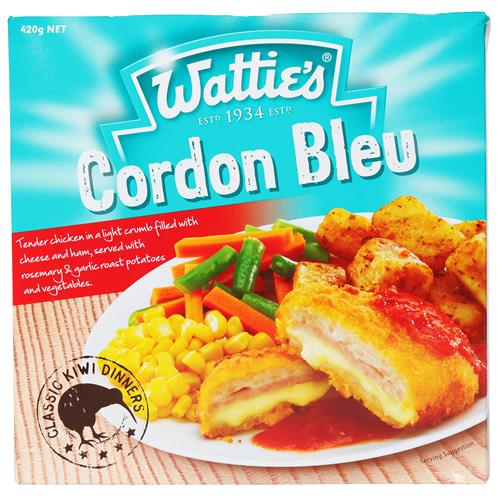 420g NET
Wattie's®
ESTD 1934 ESTD
Cordon Bleu
Tender chicken in a light crumb filled with
cheese and ham, served with
rosemary & garlic roast potatoes
and vegetables.
CLASSIC KIWI DINNERS
Serving Suggestion